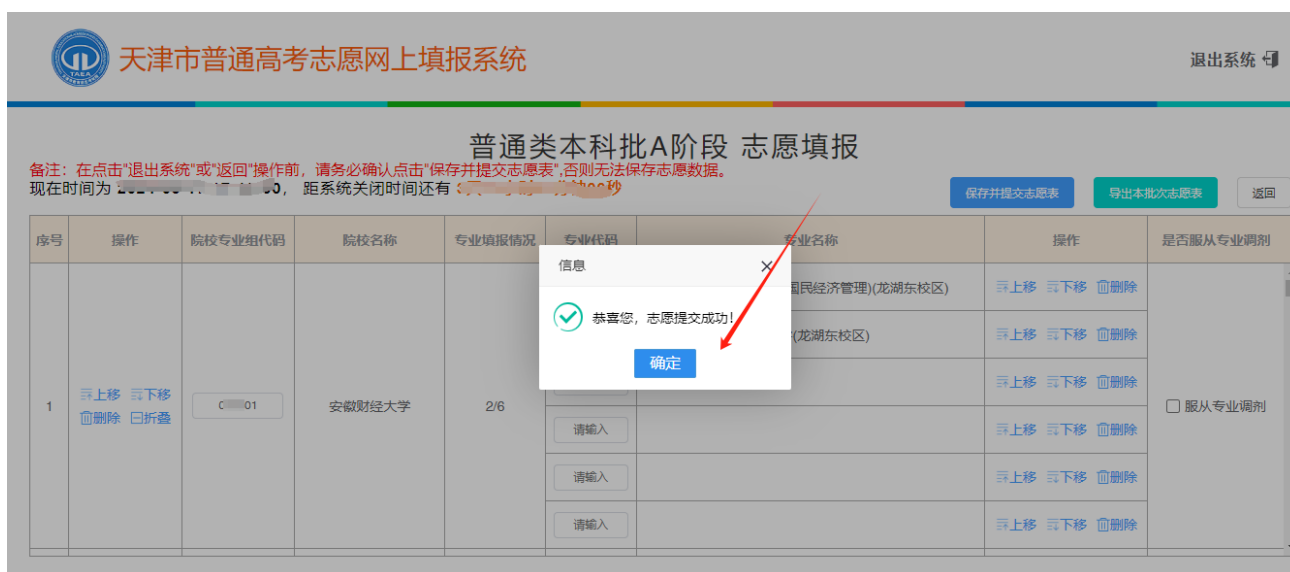 天津市普通高考志愿网上填报系统
退出系统
TAEA
普通类本科批A阶段 志愿填报
备注：在点击"退出系统"或"返回"操作前，请务必确认点击"保存并提交志愿表",否则无法保存志愿数据。
现在时间为 距系统关闭时间还有
保存并提交志愿表 导出本批次志愿表 返回
序号 操作 院校专业组代码 院校名称 专业填报情况 专业代码 专业名称 操作 是否服从专业调剂
信息
恭喜您，志愿提交成功！
确定
国民经济管理)(龙湖东校区) 上移 下移 删除
(龙湖东校区) 上移 下移 删除
上移 下移 删除
1 上移 下移 删除 折叠 01 安徽财经大学 2/6 服从专业调剂
请输入 上移 下移 删除
请输入 上移 下移 删除
请输入 上移 下移 删除